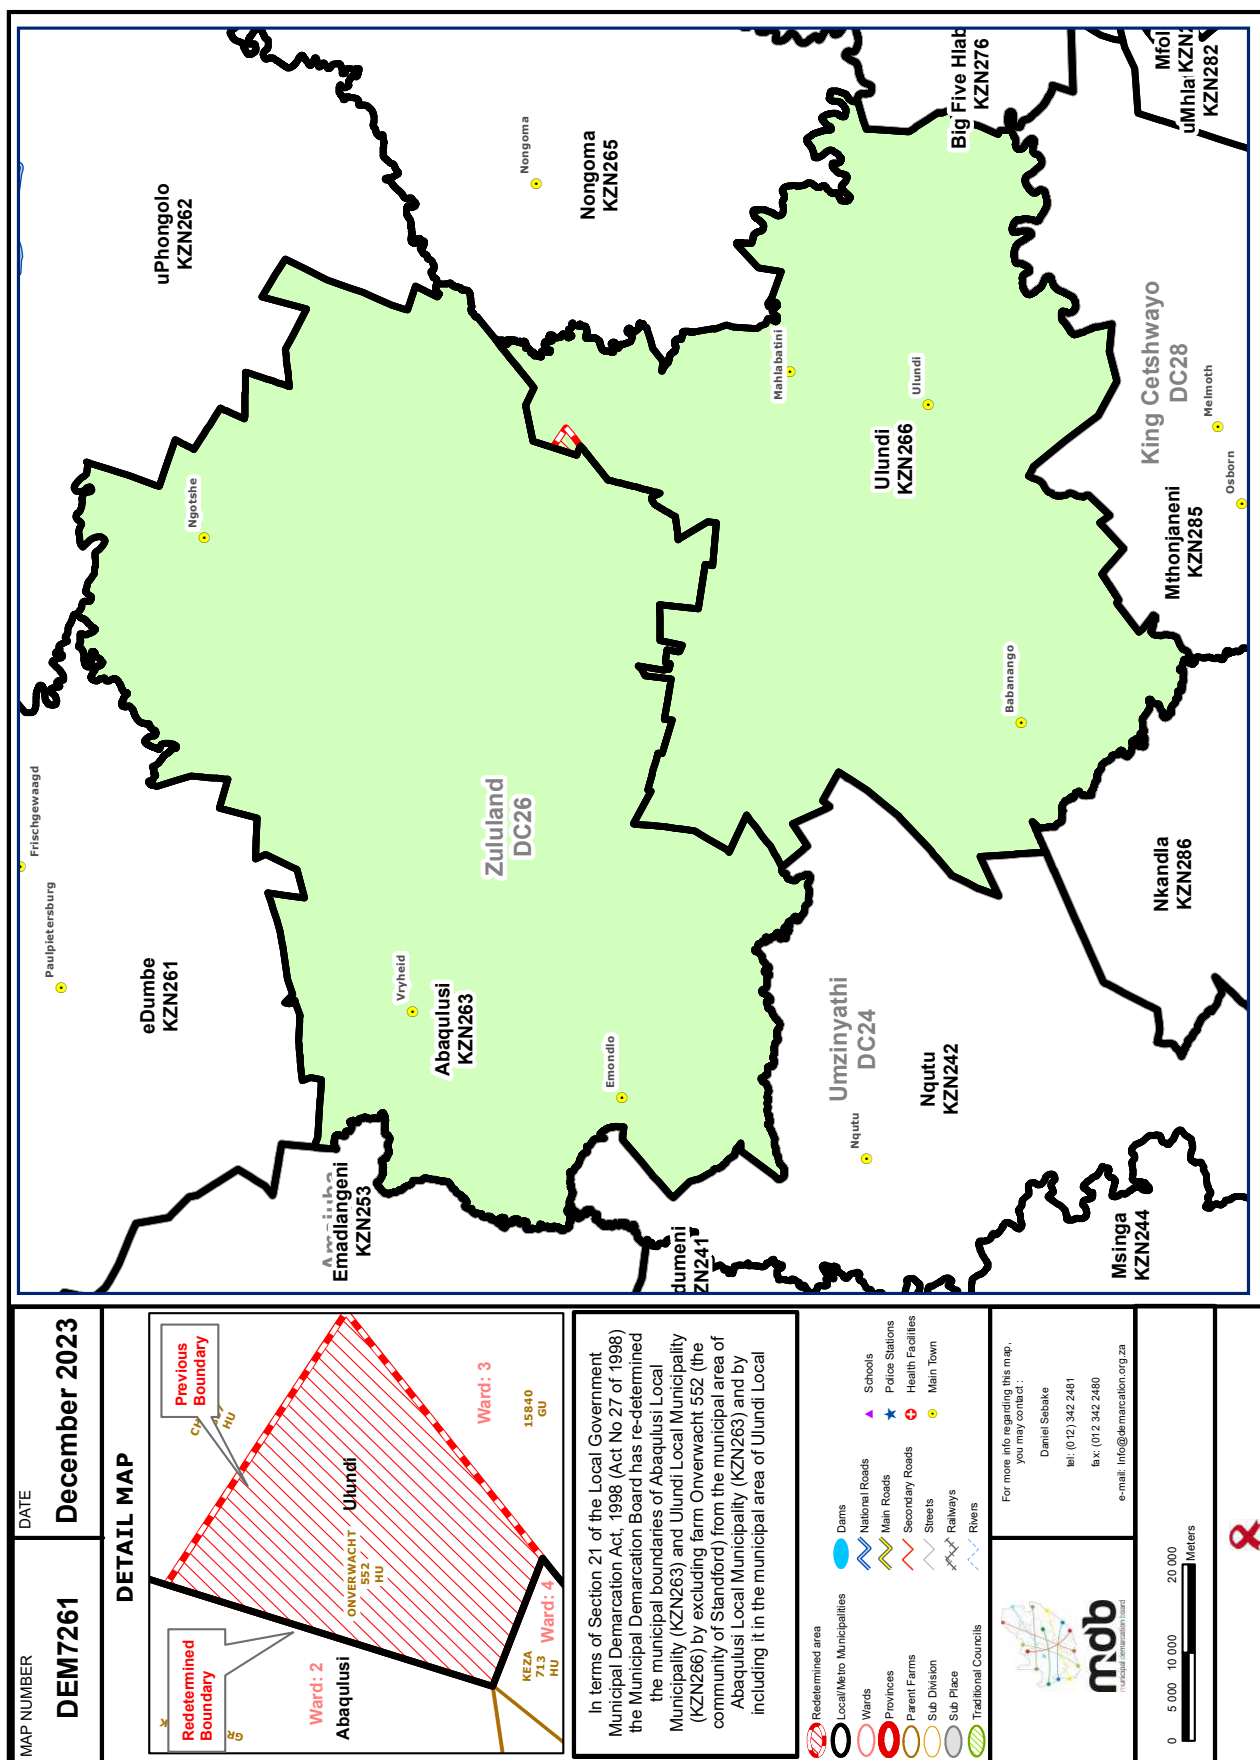 MAP NUMBER
DEM7261
DATE
December 2023
DETAIL MAP
Redetermined
Boundary
Previous
Boundary
HU
Ward: 2
Abaqulusi
ONVERWACHT
552
HU
Ulundi
Ward: 3
15840
GU
KEZA
713
HU
Ward: 4
In terms of Section 21 of the Local Government
Municipal Demarcation Act, 1998 (Act No 27 of 1998)
the Municipal Demarcation Board has re-determined
the municipal boundaries of Abaqulusi Local
Municipality (KZN263) and Ulundi Local Municipality
(KZN266) by excluding farm Onverwacht 552 (the
community of Standford) from the municipal area of
Abaqulusi Local Municipality (KZN263) and by
including it in the municipal area of Ulundi Local
Redetermined area
Local/Metro Municipalities
Wards
Provinces
Parent Farms
Sub Division
Sub Place
Traditional Councils
Dams
National Roads
Main Roads
Secondary Roads
Streets
Railways
Rivers
Schools
Police Stations
Health Facilities
Main Town
mdb
municipal demarcation board
For more info regarding this map,
you may contact :
Daniel Sebake
tel: (012) 342 2481
fax: (012 342 2480
e-mail: Info@demarcation.org.za
0 5 000 10 000 20 000
Meters
Paulpietersburg
Frischgewaagd
eDumbe
KZN261
uPhongolo
KZN262
Ngotshe
Nongoma
Nongoma
KZN265
Emadlangeni
KZN253
Vryheid
Abaqulusi
KZN263
Zululand
DC26
Emondlo
Mahlabatini
Ulundi
Ulundi
KZN266
Big Five Hlab
KZN276
Mfol
KZN2
uMhla
KZN282
dumeni
ZN241
Umzinyathi
DC24
Nqutu
Nqutu
KZN242
Babanango
King Cetshwayo
DC28
Melmoth
Osborn
Mthonjaneni
KZN285
Nkandla
KZN286
Msinga
KZN244